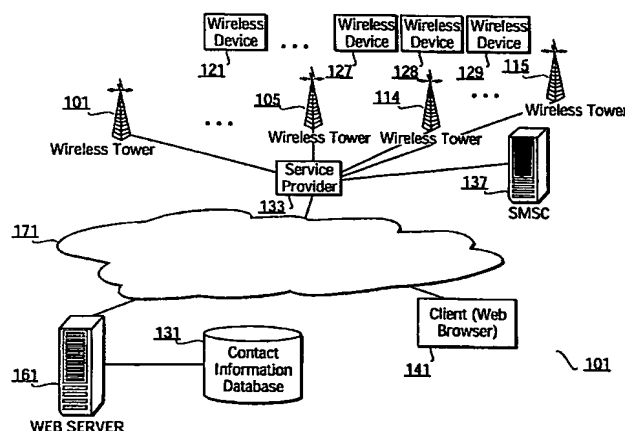 Wireless Device
Wireless Device
Wireless Device
Wireless Device
121
127
128
129
115
101
105
114
Wireless Tower
Wireless Tower
Wireless Tower
Wireless Tower
Service Provider
133
137
SMSC
171
131
Contact Information Database
Client (Web Browser)
141
101
161
WEB SERVER